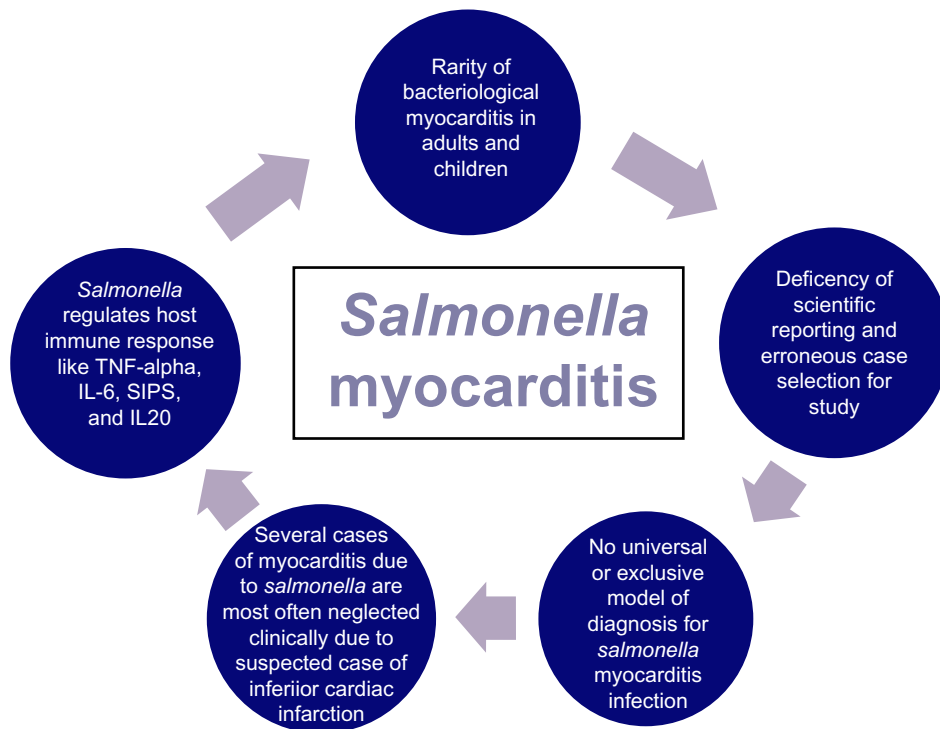 Rarity of
bacteriological
myocarditis in
adults and
children
Deficency of
scientific
reporting and
erroneous case
selection for
study
No universal
or exclusive
model of
diagnosis for
salmonella
myocarditis
infection
Several cases
of myocarditis due
to salmonella are
most often neglected
clinically due to
suspected case of
inferiior cardiac
infarction
Salmonella
regulates host
immune response
like TNF-alpha,
IL-6, SIPS,
and IL20
Salmonella
myocarditis